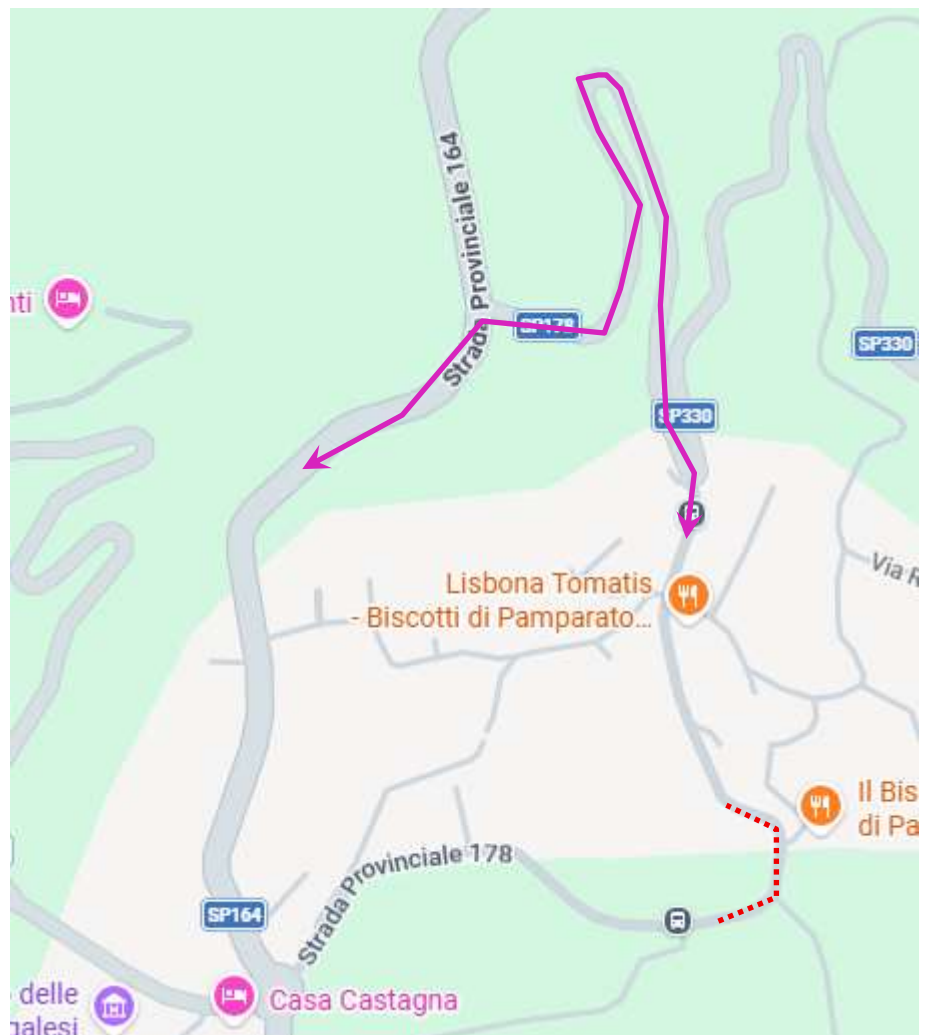 Strada Provinciale 164
nti
SP178
SP330
SP330
Via R
Lisbona Tomatis
- Biscotti di Pamparato...
Il Bis
di Pa
Strada Provinciale 178
SP164
delle
galesi
Casa Castagna